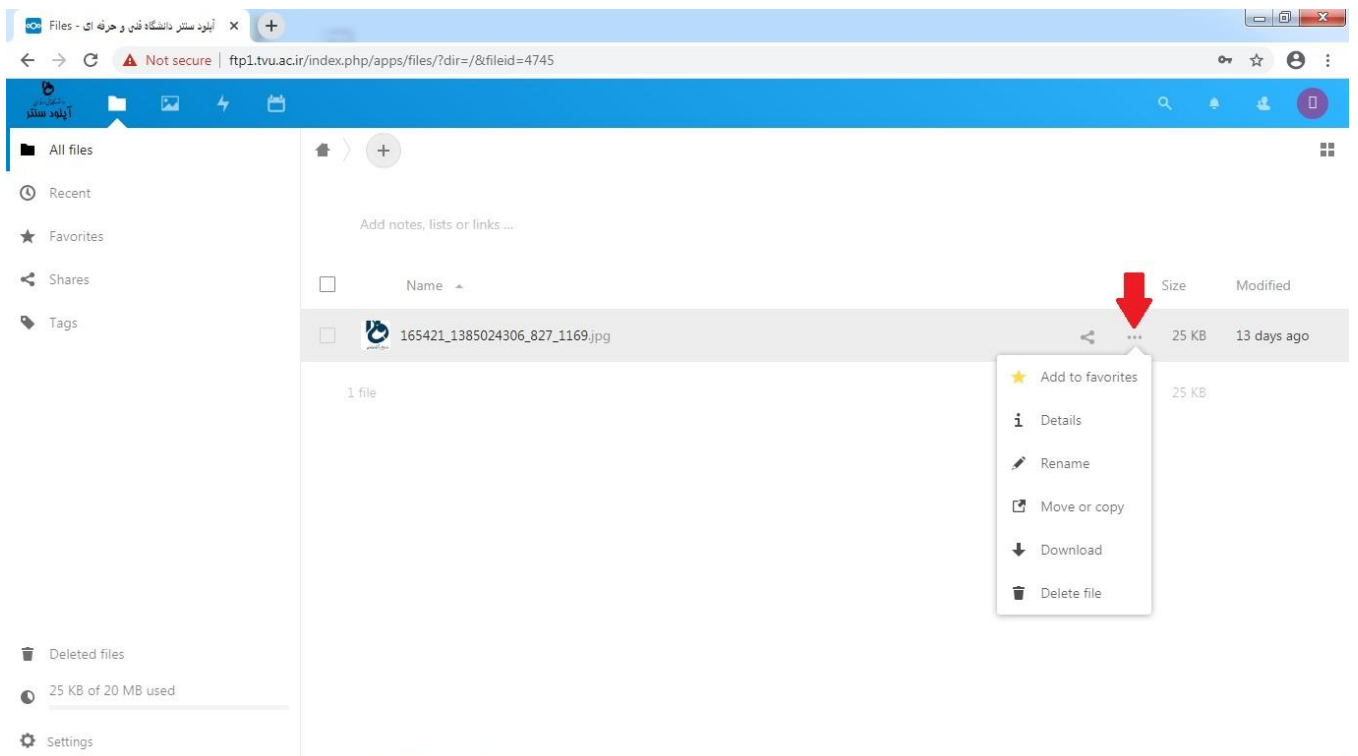 آپلود سنتر دانشگاه فنی و حرفه ای - Files
Not secure | ftp1.tvu.ac.ir/index.php/apps/files/?dir=/&fileid=4745
آپلود سنتر
All files
Recent
Favorites
Shares
Tags
Add notes, lists or links ...
Name Size Modified
165421_1385024306_827_1169.jpg 25 KB 13 days ago
1 file 25 KB
Add to favorites
Details
Rename
Move or copy
Download
Delete file
Deleted files
25 KB of 20 MB used
Settings